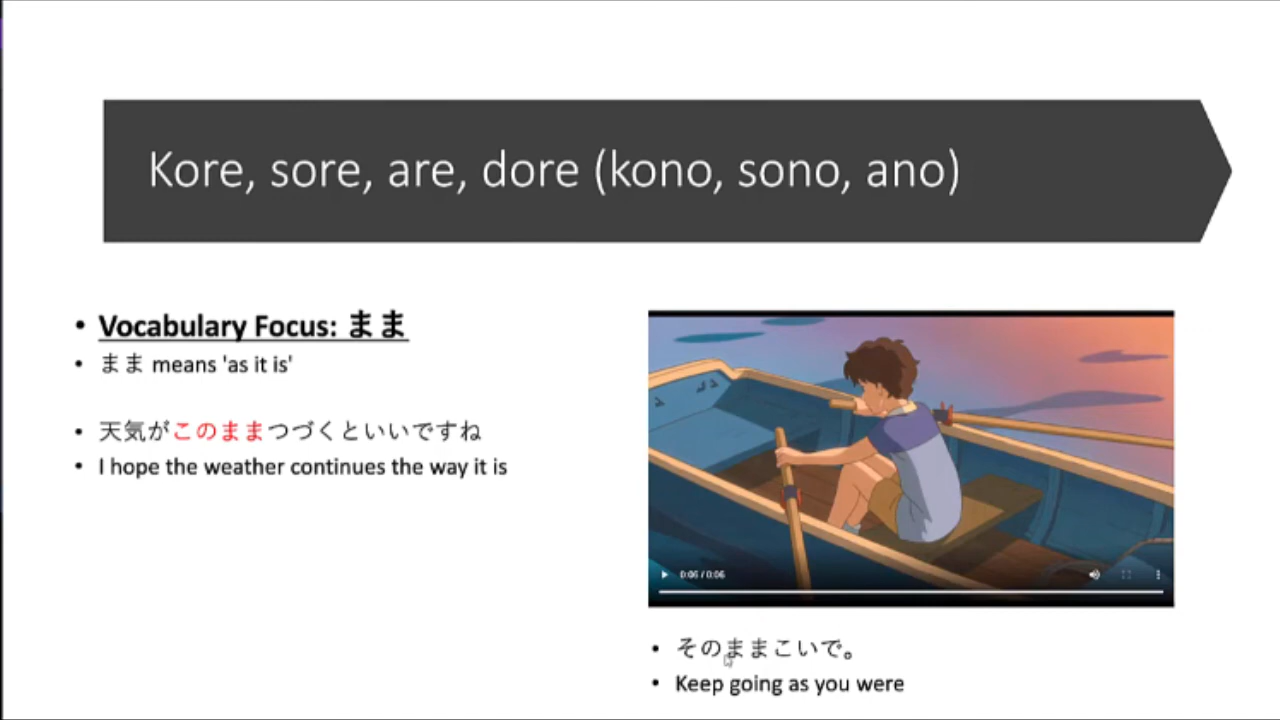 Kore, sore, are, dore (kono, sono, ano)
• Vocabulary Focus: まま
• まま means 'as it is'
• 天気がこのままつづくといいですね
• I hope the weather continues the way it is
0:06 / 0:06
• そのままこいで。
• Keep going as you were